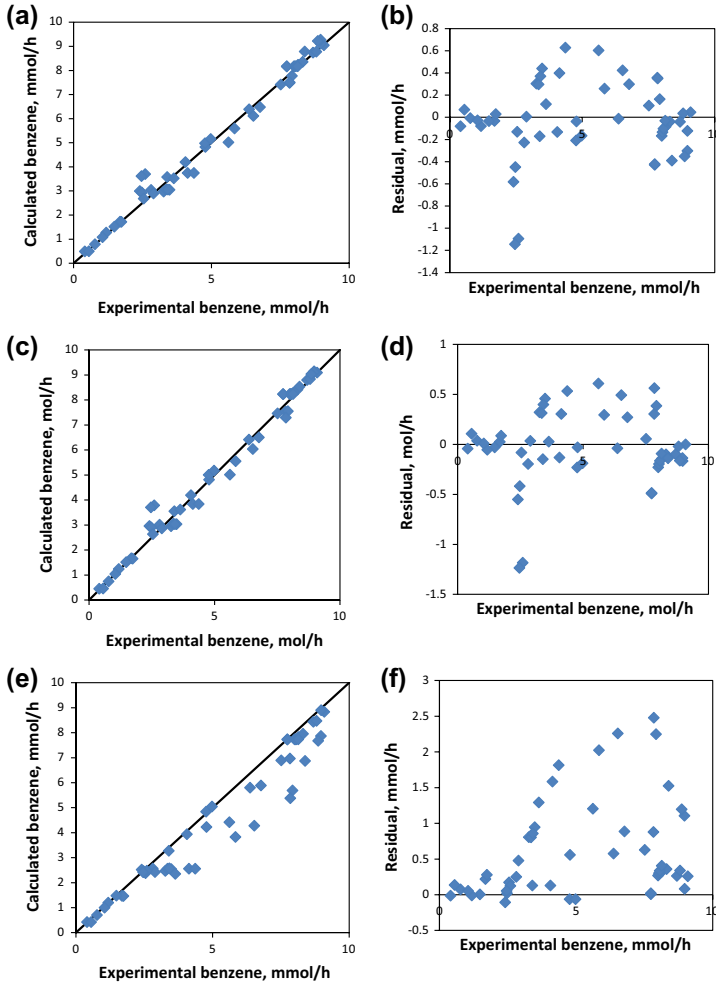 (a)
Calculated benzene, mmol/h
10
9
8
7
6
5
4
3
2
1
0
0 5 10
Experimental benzene, mmol/h
(b)
Residual, mmol/h
0.8
0.6
0.4
0.2
0
-0.2
-0.4
-0.6
-0.8
-1
-1.2
-1.4
0 5 10
Experimental benzene, mmol/h
(c)
Calculated benzene, mol/h
10
9
8
7
6
5
4
3
2
1
0
0 5 10
Experimental benzene, mol/h
(d)
Residual, mol/h
1
0.5
0
-0.5
-1
-1.5
0 5 10
Experimental benzene, mol/h
(e)
Calculated benzene, mmol/h
10
9
8
7
6
5
4
3
2
1
0
0 5 10
Experimental benzene, mmol/h
(f)
Residual, mmol/h
3
2.5
2
1.5
1
0.5
0
0.5
0 5 10
Experimental benzene, mmol/h